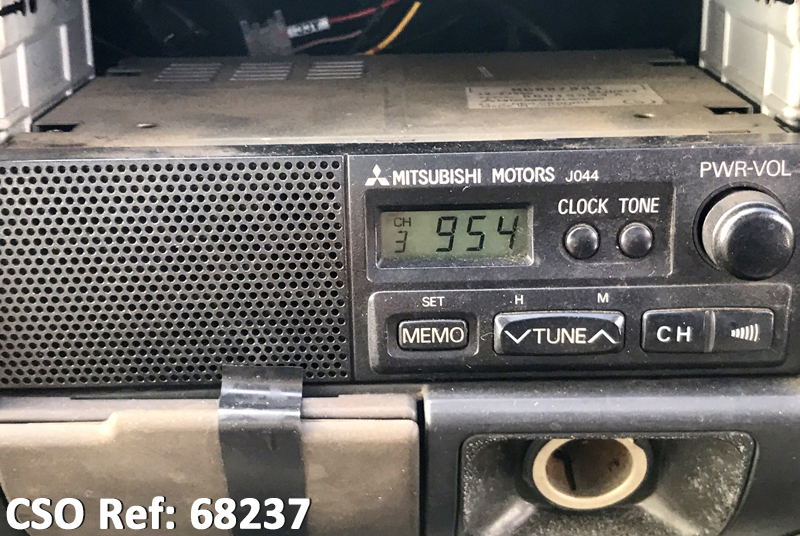 MITSUBISHI MOTORS J044
PWR-VOL
CLOCK TONE
CH
3 954
SET
H M
MEMO
TUNE
CH
CSO Ref: 68237